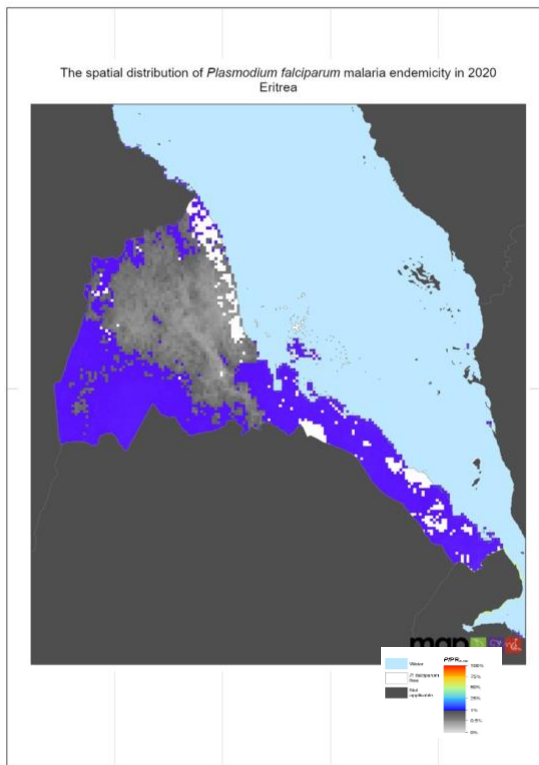 The spatial distribution of Plasmodium falciparum malaria endemicity in 2020
Eritrea
map
Water
P. falciparum
free
Not
applicable
100%
75%
50%
25%
1%
0%